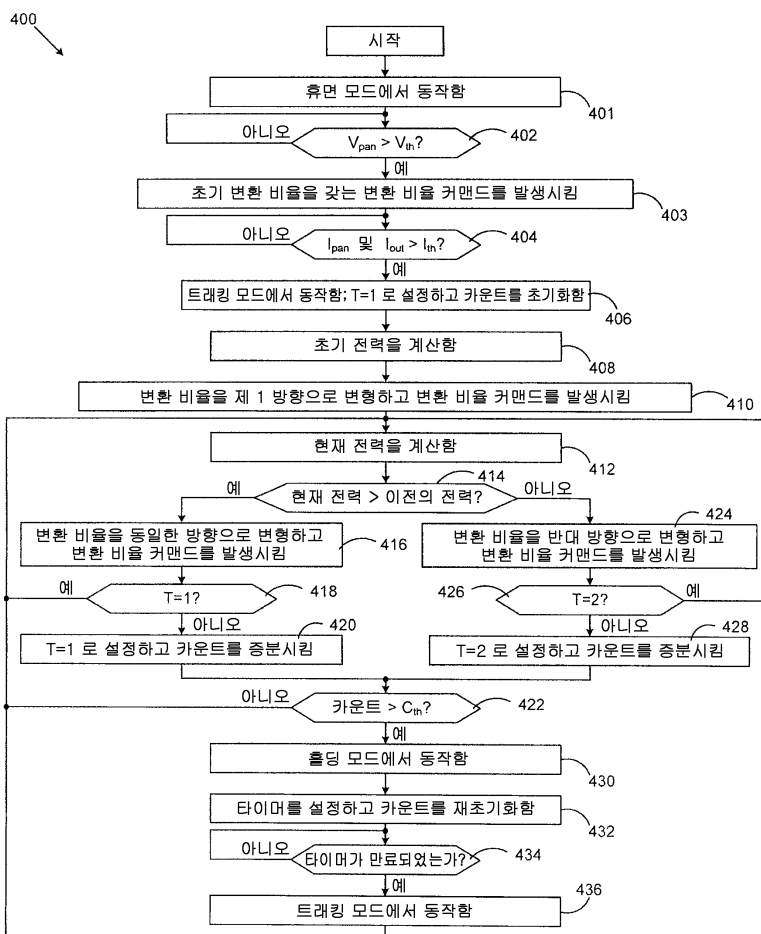 400
시작
휴면 모드에서 동작함
401
아니오
V_pan > V_th?
402
예
초기 변환 비율을 갖는 변환 비율 커맨드를 발생시킴
403
아니오
I_pan 및 I_out > I_th?
404
예
트래킹 모드에서 동작함; T=1 로 설정하고 카운트를 초기화함
406
초기 전력을 계산함
408
변환 비율을 제 1 방향으로 변형하고 변환 비율 커맨드를 발생시킴
410
현재 전력을 계산함
412
414
예
현재 전력 > 이전의 전력?
아니오
변환 비율을 동일한 방향으로 변형하고
변환 비율 커맨드를 발생시킴
416
424
변환 비율을 반대 방향으로 변형하고
변환 비율 커맨드를 발생시킴
예
T=1?
418
426
T=2?
예
아니오
420
아니오
428
T=1 로 설정하고 카운트를 증분시킴
T=2 로 설정하고 카운트를 증분시킴
아니오
카운트 > C_th?
422
예
홀딩 모드에서 동작함
430
타이머를 설정하고 카운트를 재초기화함
432
아니오
타이머가 만료되었는가?
434
예
436
트래킹 모드에서 동작함